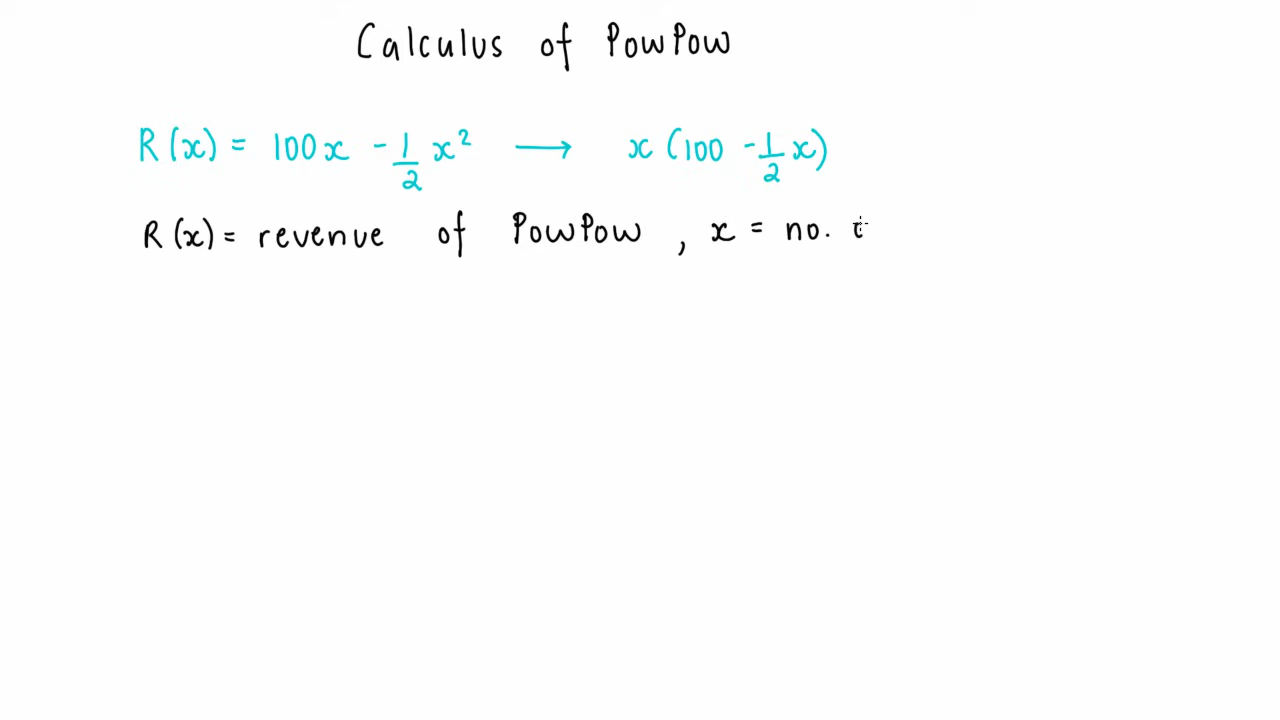 Calculus of PowPow
R(x) = 100x - 1/2 x² → x(100 - 1/2 x)
R(x) = revenue of PowPow, x = no.